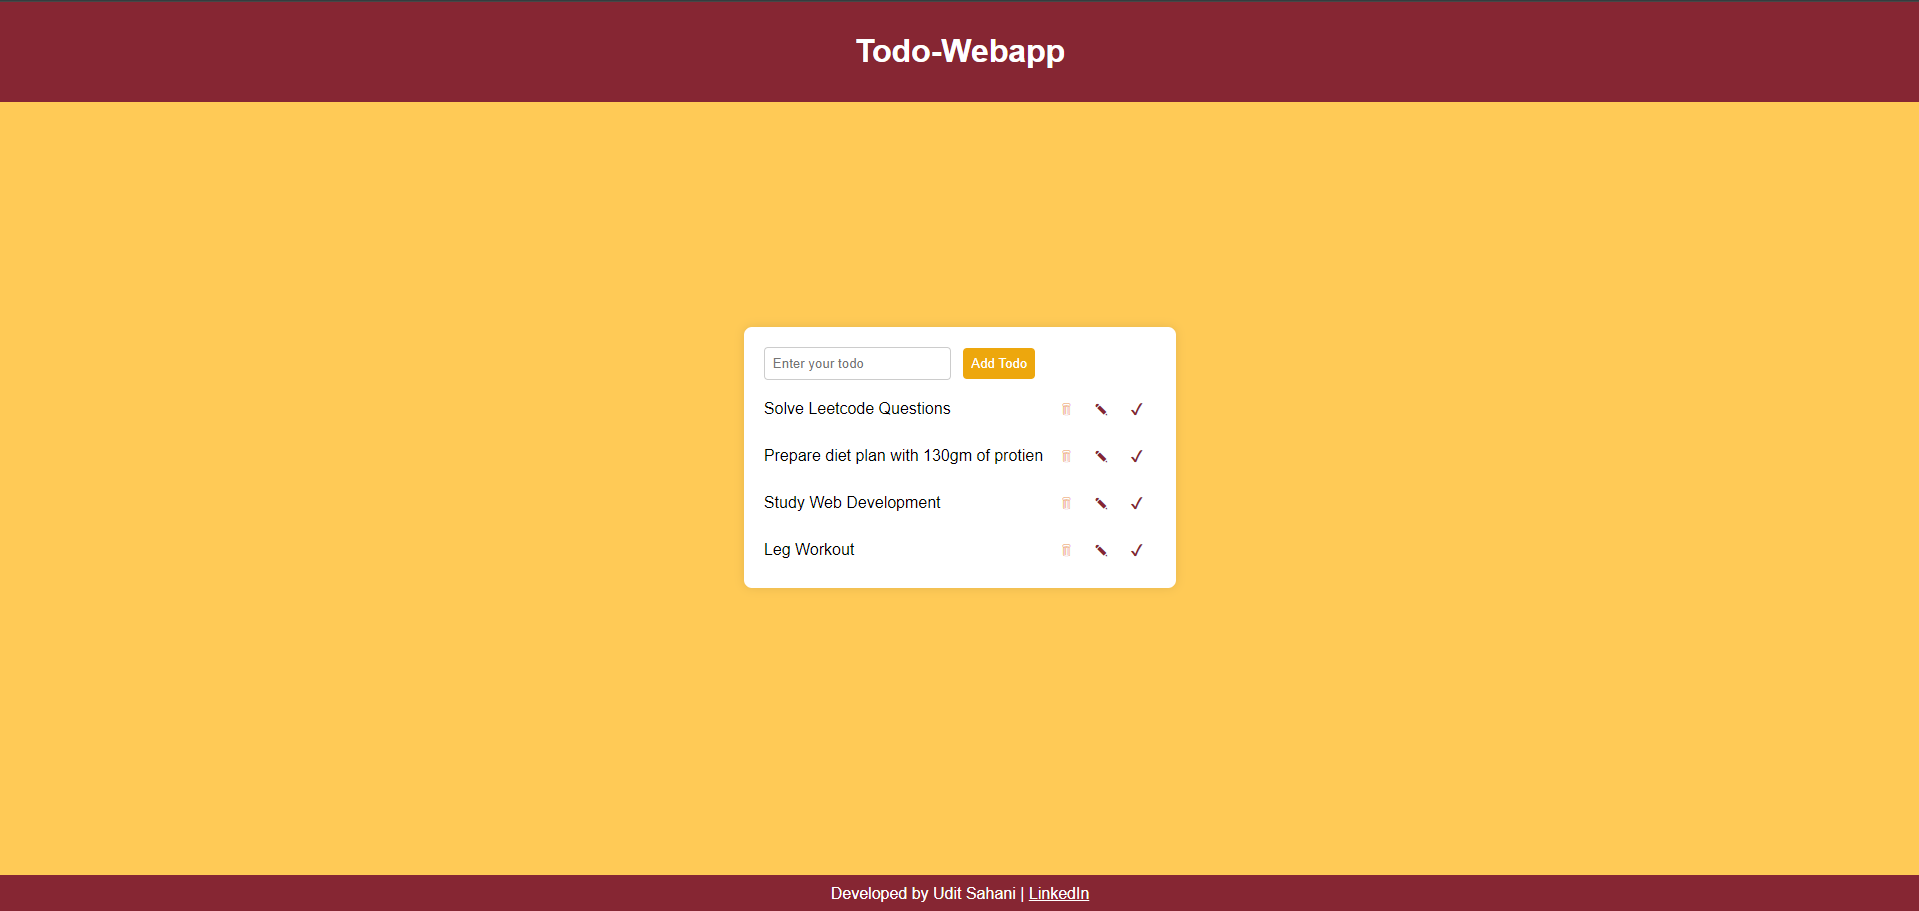 Todo-Webapp
Enter your todo
Add Todo
Solve Leetcode Questions
Prepare diet plan with 130gm of protien
Study Web Development
Leg Workout
Developed by Udit Sahani | LinkedIn